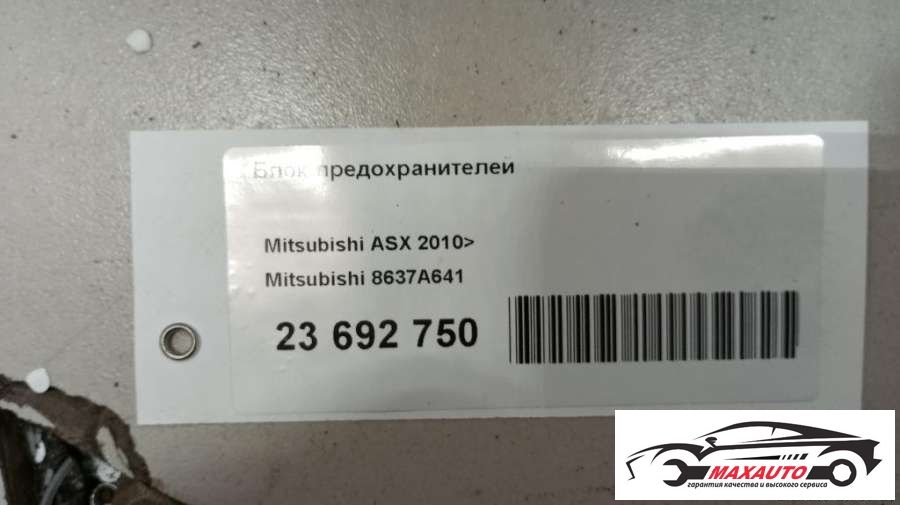 Блок предохранителей
Mitsubishi ASX 2010>
Mitsubishi 8637A641
23 692 750
MAXAUTO
гарантия качества и высокого сервиса